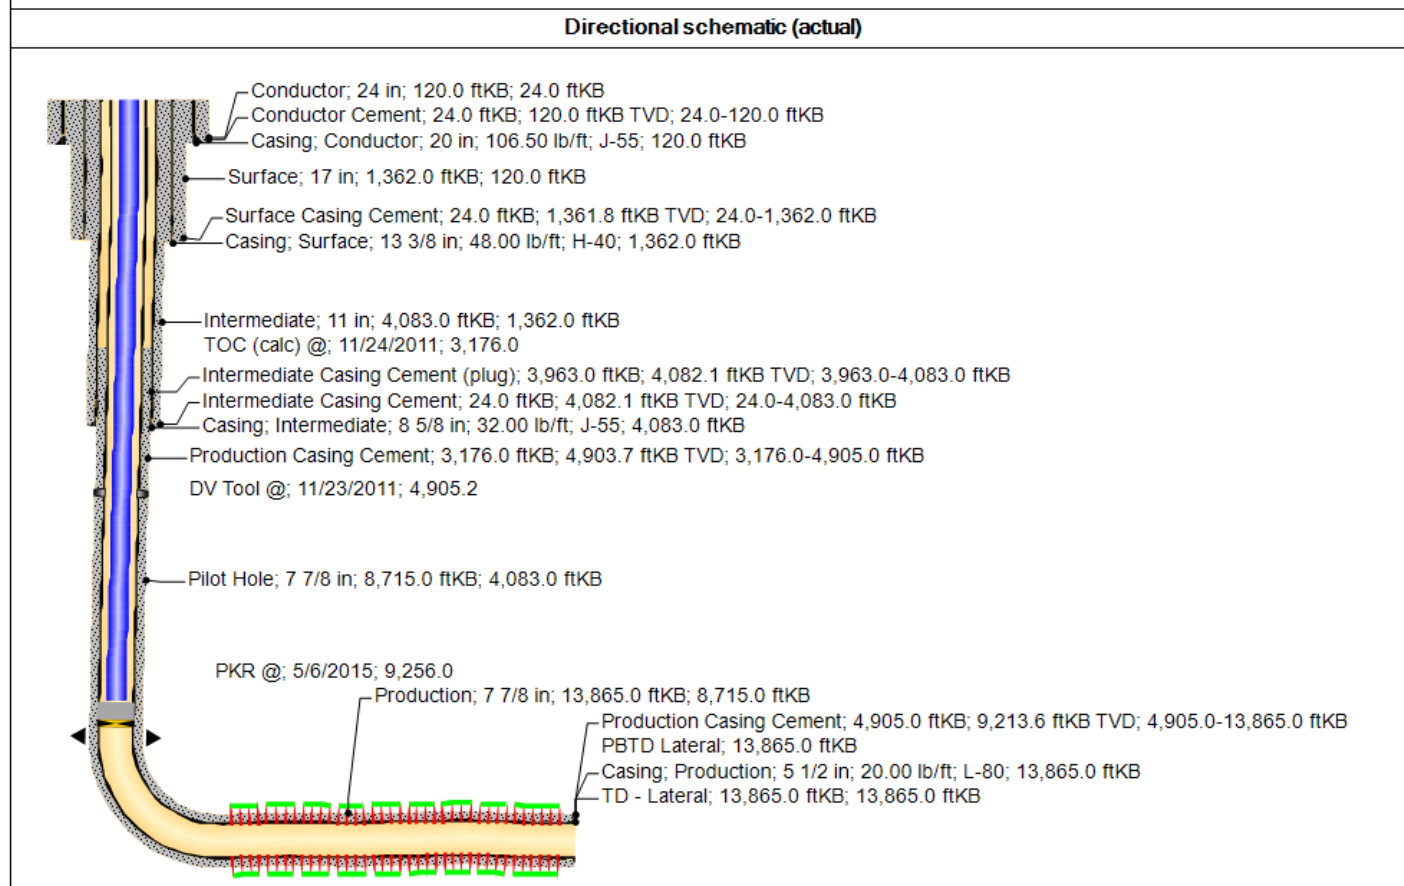 Directional schematic (actual)
Conductor; 24 in; 120.0 ftKB; 24.0 ftKB
Conductor Cement; 24.0 ftKB; 120.0 ftKB TVD; 24.0-120.0 ftKB
Casing; Conductor; 20 in; 106.50 lb/ft; J-55; 120.0 ftKB
Surface; 17 in; 1,362.0 ftKB; 120.0 ftKB
Surface Casing Cement; 24.0 ftKB; 1,361.8 ftKB TVD; 24.0-1,362.0 ftKB
Casing; Surface; 13 3/8 in; 48.00 lb/ft; H-40; 1,362.0 ftKB
Intermediate; 11 in; 4,083.0 ftKB; 1,362.0 ftKB
TOC (calc) @; 11/24/2011; 3,176.0
Intermediate Casing Cement (plug); 3,963.0 ftKB; 4,082.1 ftKB TVD; 3,963.0-4,083.0 ftKB
Intermediate Casing Cement; 24.0 ftKB; 4,082.1 ftKB TVD; 24.0-4,083.0 ftKB
Casing; Intermediate; 8 5/8 in; 32.00 lb/ft; J-55; 4,083.0 ftKB
Production Casing Cement; 3,176.0 ftKB; 4,903.7 ftKB TVD; 3,176.0-4,905.0 ftKB
DV Tool @; 11/23/2011; 4,905.2
Pilot Hole; 7 7/8 in; 8,715.0 ftKB; 4,083.0 ftKB
PKR @; 5/6/2015; 9,256.0
Production; 7 7/8 in; 13,865.0 ftKB; 8,715.0 ftKB
Production Casing Cement; 4,905.0 ftKB; 9,213.6 ftKB TVD; 4,905.0-13,865.0 ftKB
PBTD Lateral; 13,865.0 ftKB
Casing; Production; 5 1/2 in; 20.00 lb/ft; L-80; 13,865.0 ftKB
TD - Lateral; 13,865.0 ftKB; 13,865.0 ftKB